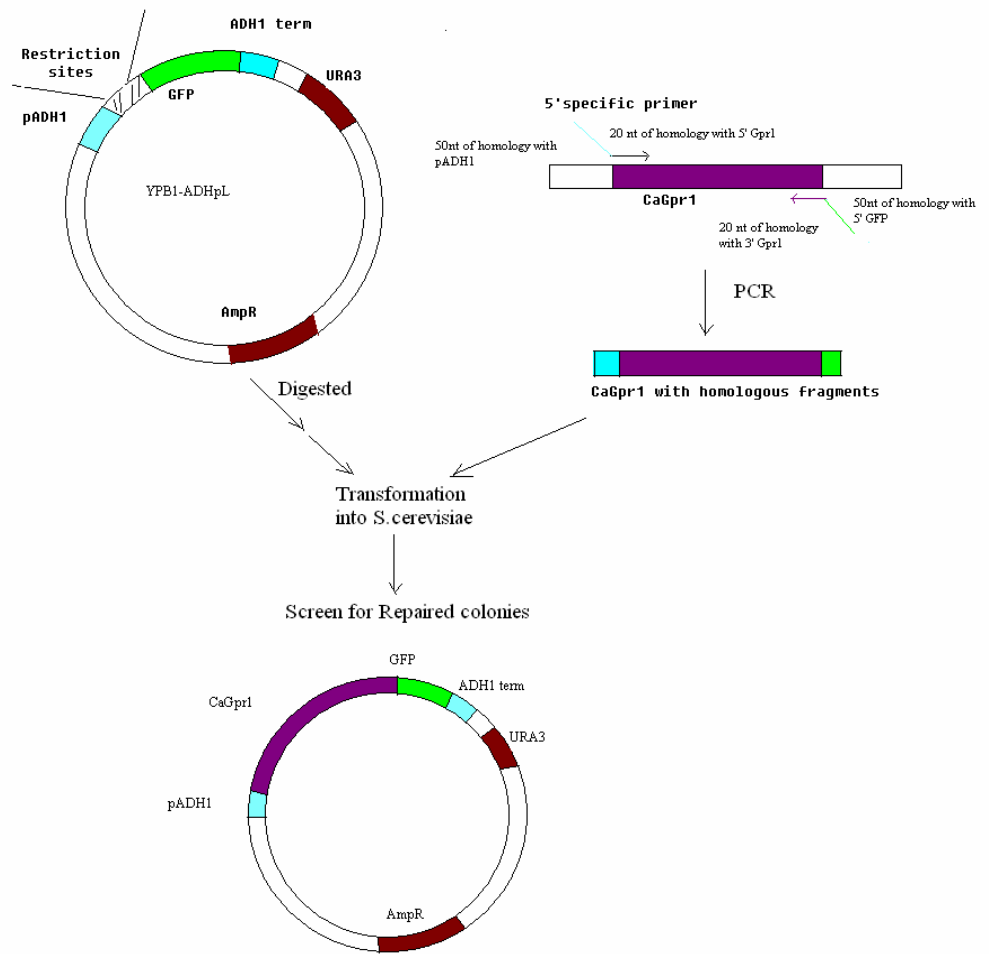 ADH1 term
Restriction
sites
URA3
GFP
pADH1
YPB1-ADHpL
AmpR
5'specific primer
20 nt of homology with 5' Gpr1
50nt of homology with
pADH1
CaGpr1
50nt of homology with
5' GFP
20 nt of homology
with 3' Gpr1
PCR
CaGpr1 with homologous fragments
Digested
Transformation
into S.cerevisiae
Screen for Repaired colonies
GFP
ADH1 term
CaGpr1
URA3
pADH1
AmpR